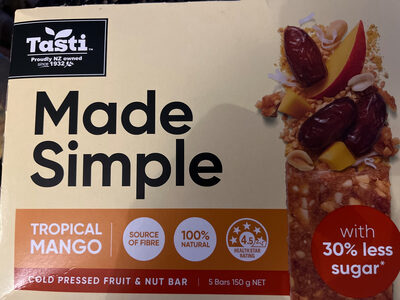 Tasti™
Proudly NZ owned
since 1932
Made
Simple
TROPICAL
MANGO
SOURCE
OF FIBRE
100%
NATURAL
4.5
HEALTH STAR
RATING
with
30% less
sugar*
COLD PRESSED FRUIT & NUT BAR | 5 Bars 150 g NET